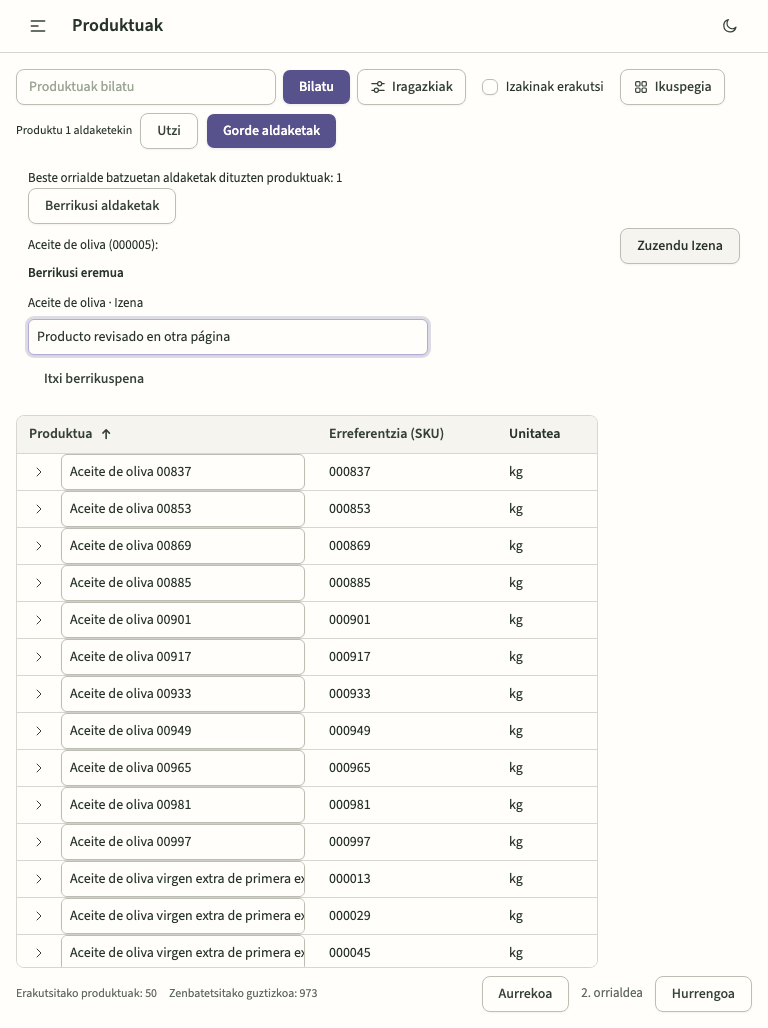 Produktuak
Produktuak bilatu
Bilatu
Iragazkiak
Izakinak erakutsi
Ikuspegia
Produktu 1 aldaketekin
Utzi
Gorde aldaketak
Beste orrialde batzuetan aldaketak dituzten produktuak: 1
Berrikusi aldaketak
Aceite de oliva (000005):
Zuzendu Izena
Berrikusi eremua
Aceite de oliva · Izena
Producto revisado en otra página
Itxi berrikuspena
Produktua Erreferentzia (SKU) Unitatea
Aceite de oliva 00837 000837 kg
Aceite de oliva 00853 000853 kg
Aceite de oliva 00869 000869 kg
Aceite de oliva 00885 000885 kg
Aceite de oliva 00901 000901 kg
Aceite de oliva 00917 000917 kg
Aceite de oliva 00933 000933 kg
Aceite de oliva 00949 000949 kg
Aceite de oliva 00965 000965 kg
Aceite de oliva 00981 000981 kg
Aceite de oliva 00997 000997 kg
Aceite de oliva virgen extra de primera ex 000013 kg
Aceite de oliva virgen extra de primera ex 000029 kg
Aceite de oliva virgen extra de primera ex 000045 kg
Erakutsitako produktuak: 50 Zenbatetsitako guztizkoa: 973
Aurrekoa
2. orrialdea
Hurrengoa